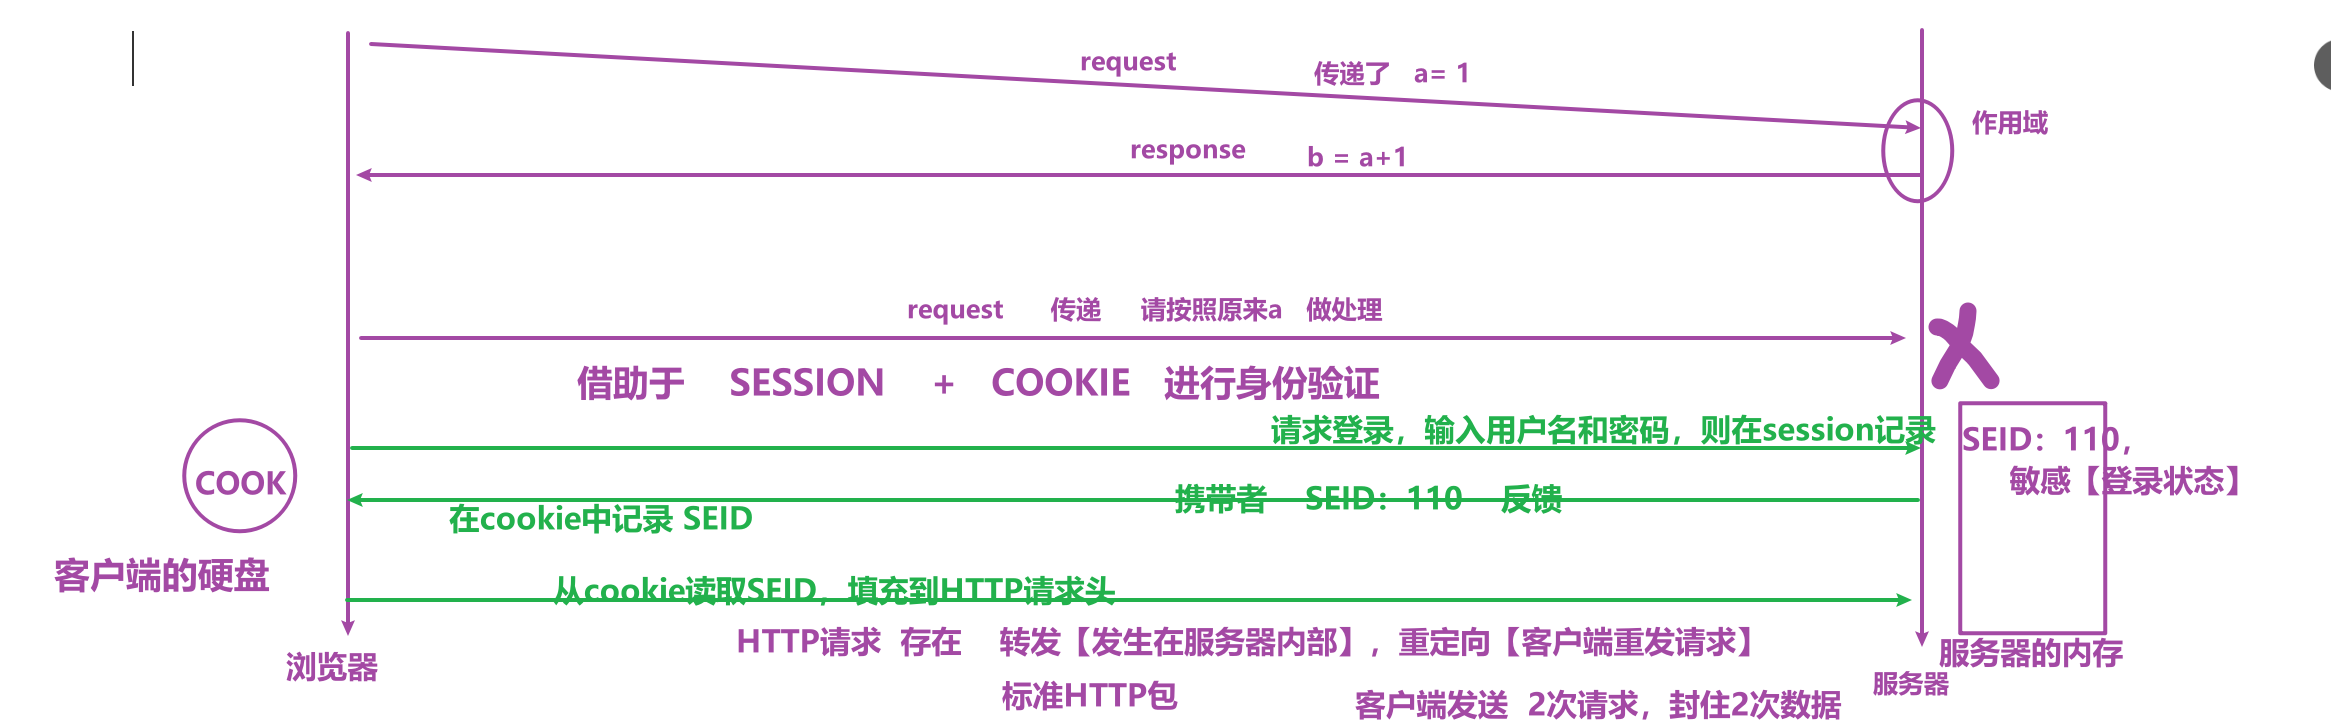 request 传递了 a= 1
作用域
response b = a+1
request 传递 请按照原来a 做处理
借助于 SESSION + COOKIE 进行身份验证
请求登录，输入用户名和密码，则在session记录
SEID：110，
敏感【登录状态】
COOK
携带者 SEID：110 反馈
在cookie中记录 SEID
客户端的硬盘
从cookie读取SEID，填充到HTTP请求头
HTTP请求 存在 转发【发生在服务器内部】，重定向【客户端重发请求】
服务器的内存
浏览器
服务器
标准HTTP包
客户端发送 2次请求，封住2次数据